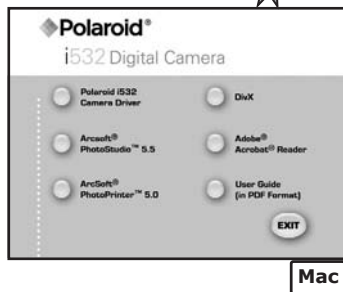 Polaroid®
i532 Digital Camera
Polaroid i532
Camera Driver
DivX
Arcsoft®
PhotoStudio™ 5.5
Adobe®
Acrobat® Reader
ArcSoft®
PhotoPrinter™ 5.0
User Guide
(in PDF Format)
EXIT
Mac